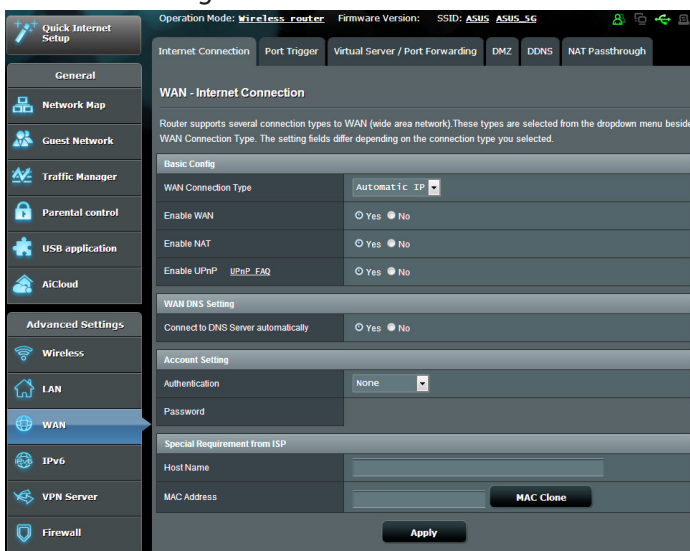 Operation Mode: Wireless router Firmware Version: SSID: ASUS ASUS_5G
Quick Internet
Setup
Internet Connection Port Trigger Virtual Server / Port Forwarding DMZ DDNS NAT Passthrough
General
Network Map
Guest Network
Traffic Manager
Parental control
USB application
AiCloud
Advanced Settings
Wireless
LAN
WAN
IPv6
VPN Server
Firewall
WAN - Internet Connection
Router supports several connection types to WAN (wide area network).These types are selected from the dropdown menu beside
WAN Connection Type. The setting fields differ depending on the connection type you selected.
Basic Config
WAN Connection Type Automatic IP
Enable WAN Yes No
Enable NAT Yes No
Enable UPnP UPnP FAQ Yes No
WAN DNS Setting
Connect to DNS Server automatically Yes No
Account Setting
Authentication None
Password
Special Requirement from ISP
Host Name
MAC Address MAC Clone
Apply